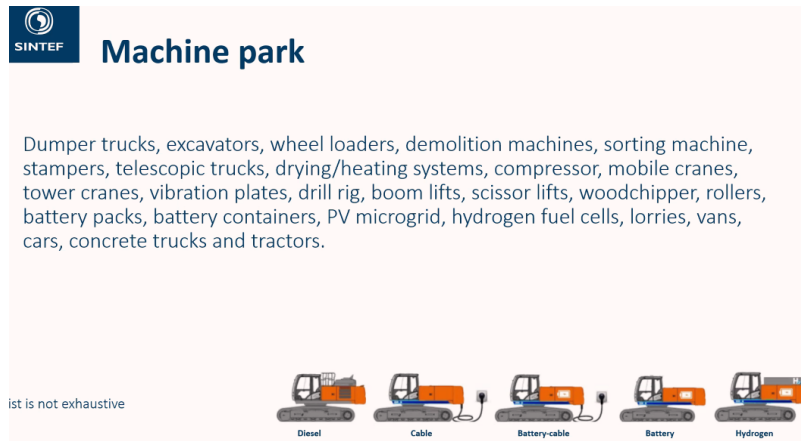 SINTEF
Machine park
Dumper trucks, excavators, wheel loaders, demolition machines, sorting machine,
stampers, telescopic trucks, drying/heating systems, compressor, mobile cranes,
tower cranes, vibration plates, drill rig, boom lifts, scissor lifts, woodchipper, rollers,
battery packs, battery containers, PV microgrid, hydrogen fuel cells, lorries, vans,
cars, concrete trucks and tractors.
ist is not exhaustive
Diesel
Cable
Battery-cable
Battery
Hydrogen